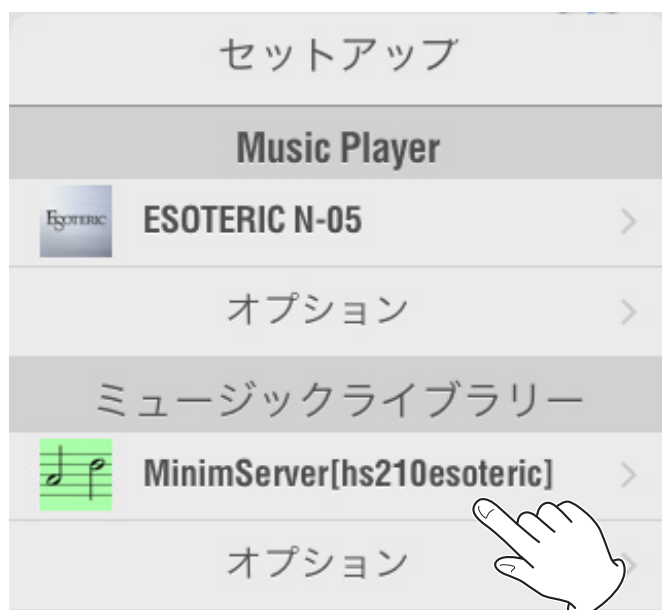 セットアップ
Music Player
ESOTERIC
ESOTERIC N-05
オプション
ミュージックライブラリー
MinimServer[hs210esoteric]
オプション